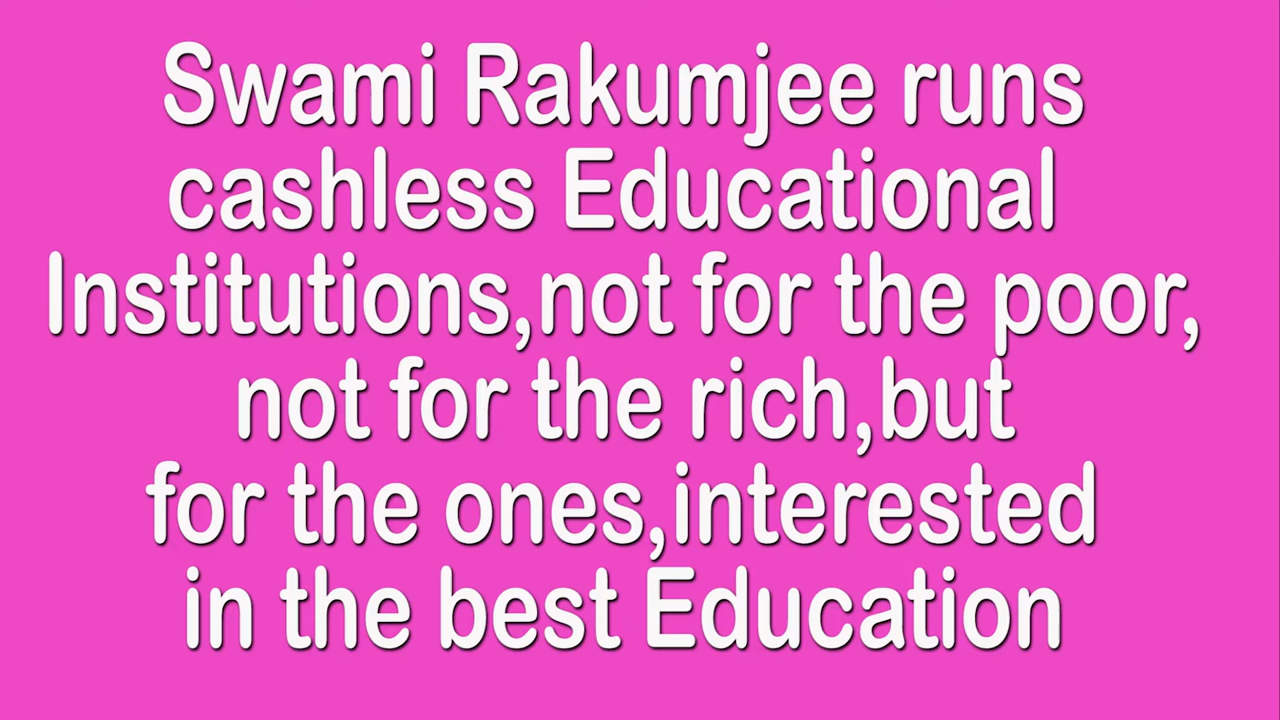 Swami Rakumjee runs
cashless Educational
Institutions,not for the poor,
not for the rich,but
for the ones,interested
in the best Education